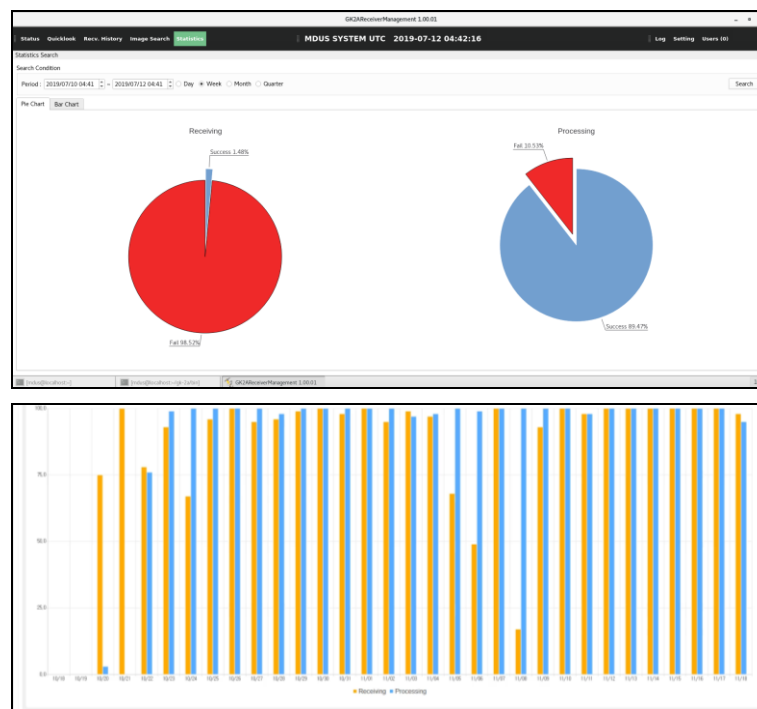 GK2AReceiverManagement 1.00.01
Status Quicklook Recv. History Image Search Statistics MDUS SYSTEM UTC 2019-07-12 04:42:16 Log Setting Users (0)
Statistics Search
Search Condition
Period : 2019/07/10 04:41 ~ 2019/07/12 04:41 Day Week Month Quarter Search
Pie Chart Bar Chart
Receiving Processing
Fail 10.53%
Success 1.48%
Success 89.47%
Fail 98.52%
[mdus@localhost:~] GK2AReceiverManagement 1.00.01
100.0
75.0
50.0
25.0
0.0
10/18 10/19 10/20 10/21 10/22 10/23 10/24 10/25 10/26 10/27 10/28 10/29 10/30 10/31 11/01 11/02 11/03 11/04 11/05 11/06 11/07 11/08 11/09 11/10 11/11 11/12 11/13 11/14 11/15 11/16 11/17 11/18
Receiving Processing